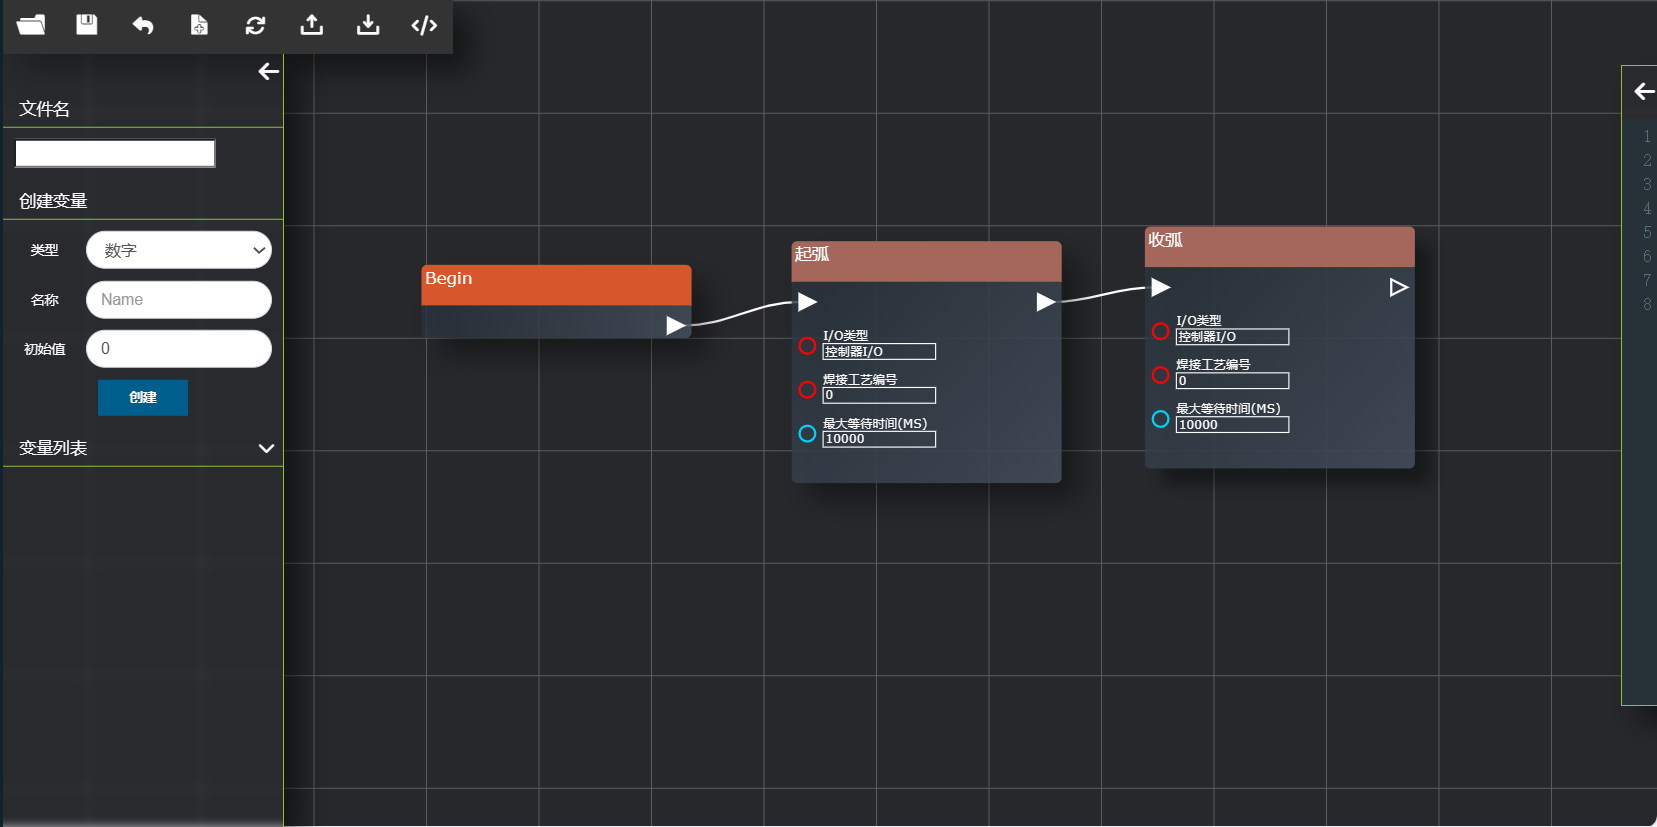 文件名
创建变量
类型
数字
名称
Name
初始值
0
创建
变量列表
Begin
起弧
I/O类型
控制器I/O
焊接工艺编号
0
最大等待时间(MS)
10000
收弧
I/O类型
控制器I/O
焊接工艺编号
0
最大等待时间(MS)
10000
1
2
3
4
5
6
7
8